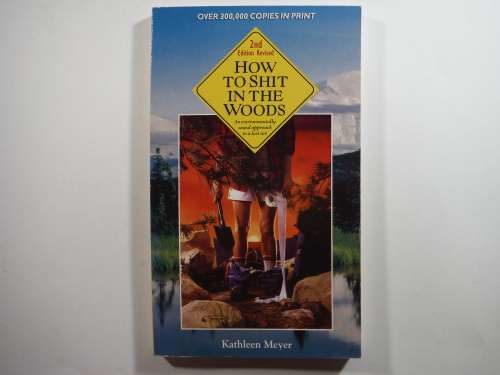 OVER 300,000 COPIES IN PRINT
2nd
Edition Revised
HOW
TO SHIT
IN THE
WOODS
An environmentally
sound approach
to a lost art
Kathleen Meyer